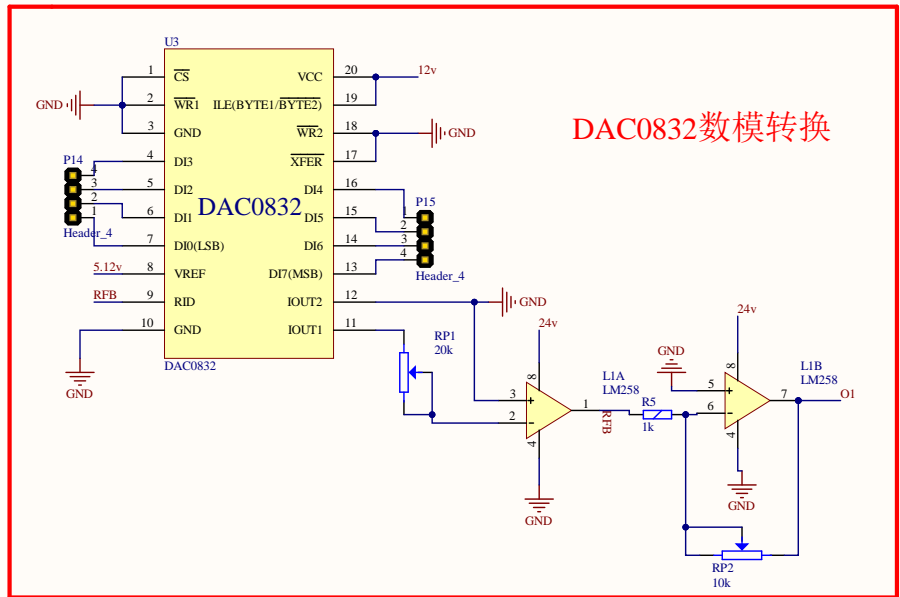 U3
1 CS
2 WR1
3 GND
4 DI3
5 DI2
6 DI1
7 DI0(LSB)
8 VREF
9 RID
10 GND
VCC 20
ILE(BYTE1/BYTE2) 19
WR2 18
XFER 17
DI4 16
DI5 15
DI6 14
DI7(MSB) 13
IOUT2 12
IOUT1 11
DAC0832
DAC0832
GND
12v
GND
DAC0832数模转换
P14
4
3
2
1
Header_4
P15
1
2
3
4
Header_4
5.12v
RFB
GND
GND
RP1
20k
24v
8
3
2
1
4
L1A
LM258
RFB
GND
R5
1k
GND
24v
8
5
6
7
4
L1B
LM258
O1
GND
RP2
10k